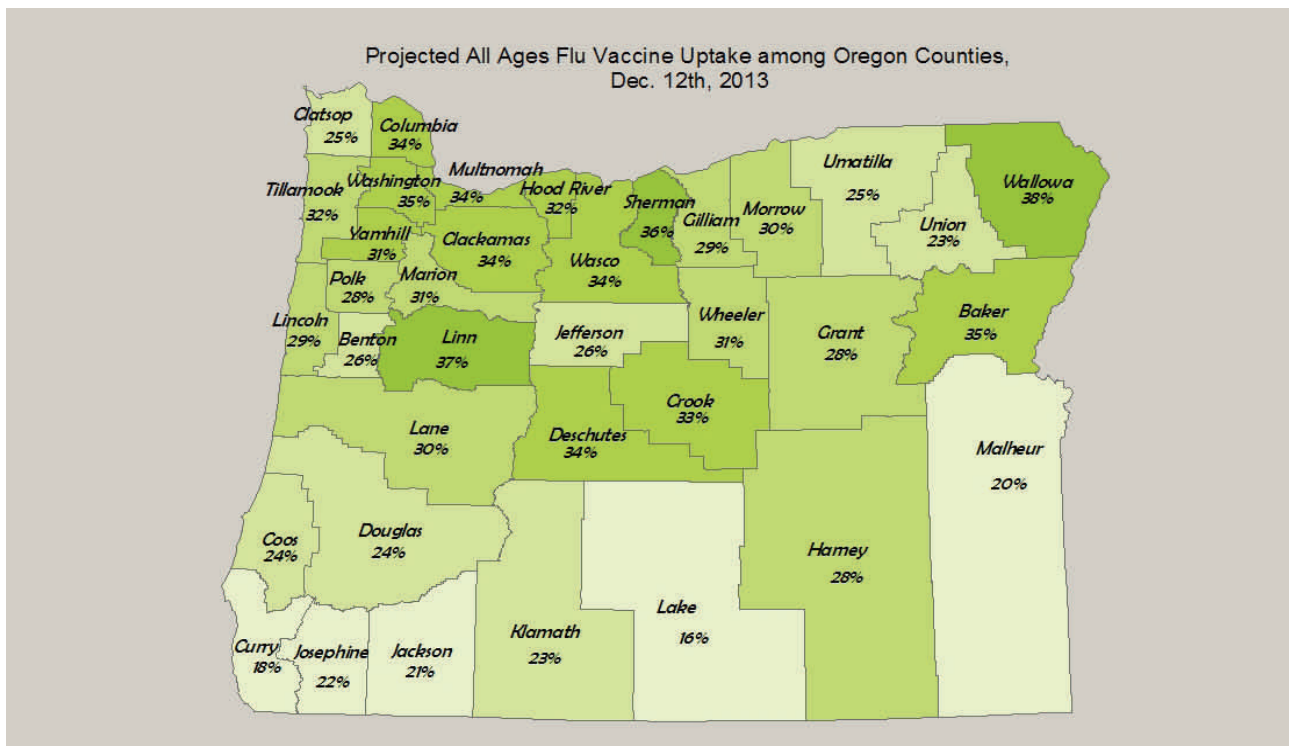 Projected All Ages Flu Vaccine Uptake among Oregon Counties,
Dec. 12th, 2013
Clatsop
25%
Columbia
34%
Tillamook
32%
Washington
35%
Multnomah
34%
Hood River
32%
Sherman
36%
Gilliam
29%
Morrow
30%
Umatilla
25%
Union
23%
Wallowa
38%
Yamhill
31%
Clackamas
34%
Wasco
34%
Polk
28%
Marion
31%
Lincoln
29%
Benton
26%
Linn
37%
Jefferson
26%
Wheeler
31%
Grant
28%
Baker
35%
Lane
30%
Deschutes
34%
Crook
33%
Malheur
20%
Coos
24%
Douglas
24%
Harney
28%
Curry
18%
Josephine
22%
Jackson
21%
Klamath
23%
Lake
16%